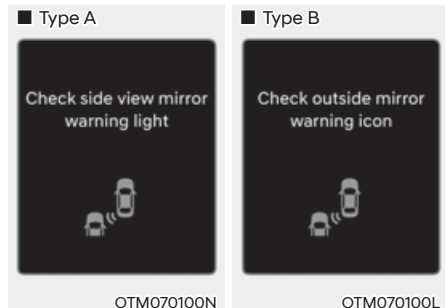 ■ Type A
Check side view mirror
warning light
OTM070100N
■ Type B
Check outside mirror
warning icon
OTM070100L